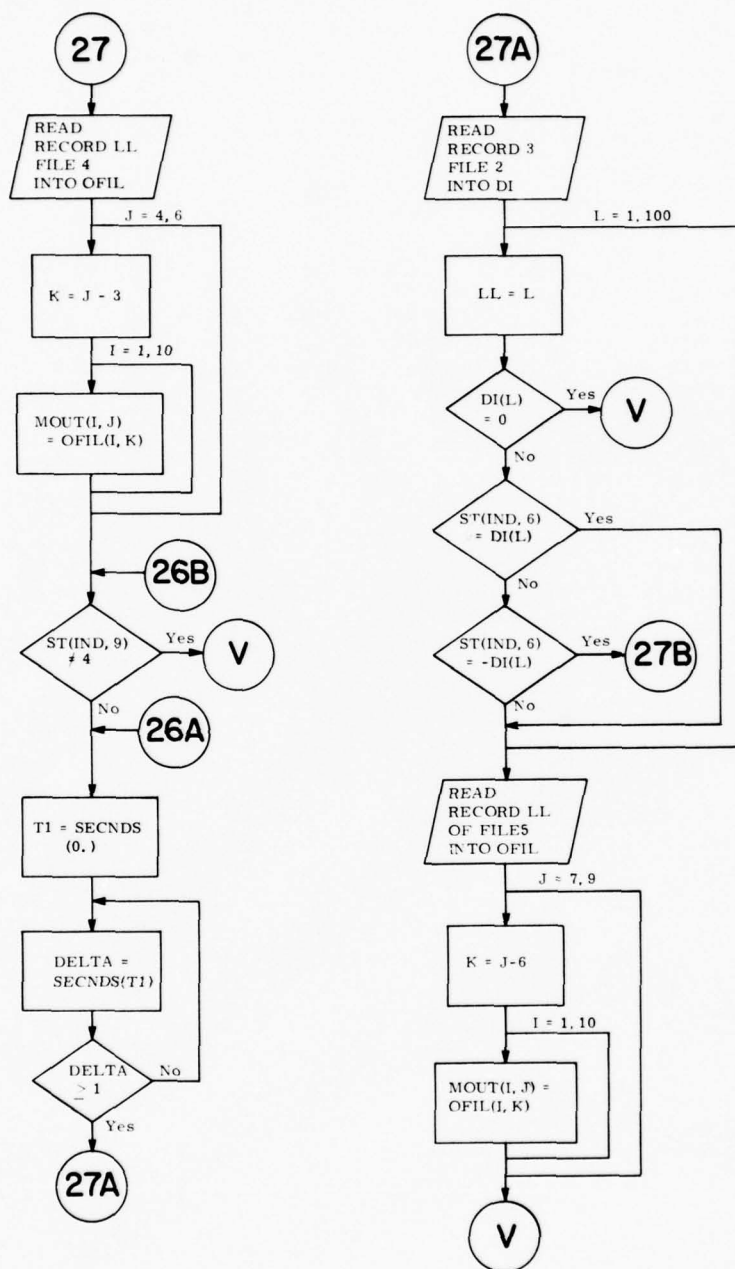 27
READ
RECORD LL
FILE 4
INTO OFIL
J = 4, 6
K = J - 3
I = 1, 10
MOUT(I, J)
= OFIL(I, K)
26B
ST(IND, 9)
≠ 4
Yes
V
No
26A
T1 = SECNDS
(0.)
DELTA =
SECNDS(T1)
DELTA
≥ 1
No
Yes
27A
27A
READ
RECORD 3
FILE 2
INTO DI
L = 1, 100
LL = L
DI(L)
= 0
Yes
V
No
ST(IND, 6)
= DI(L)
Yes
No
ST(IND, 6)
= -DI(L)
Yes
27B
No
READ
RECORD LL
OF FILE5
INTO OFIL
J = 7, 9
K = J-6
I = 1, 10
MOUT(I, J) =
OFIL(I, K)
V